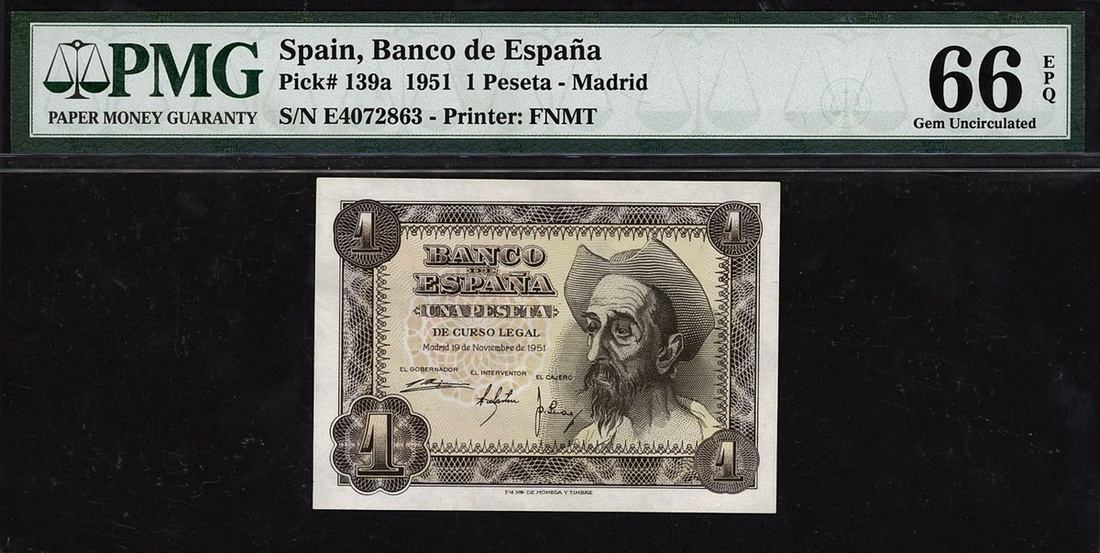 PMG
PAPER MONEY GUARANTY
Spain, Banco de España
Pick# 139a 1951 1 Peseta - Madrid
S/N E4072863 - Printer: FNMT
66
EPQ
Gem Uncirculated
1
1
BANCO
DE
ESPAÑA
UNA PESETA
DE CURSO LEGAL
Madrid 19 de Noviembre de 1951
EL GOBERNADOR EL INTERVENTOR EL CAJERO
1
1
DE MONEDA Y TIMBRE